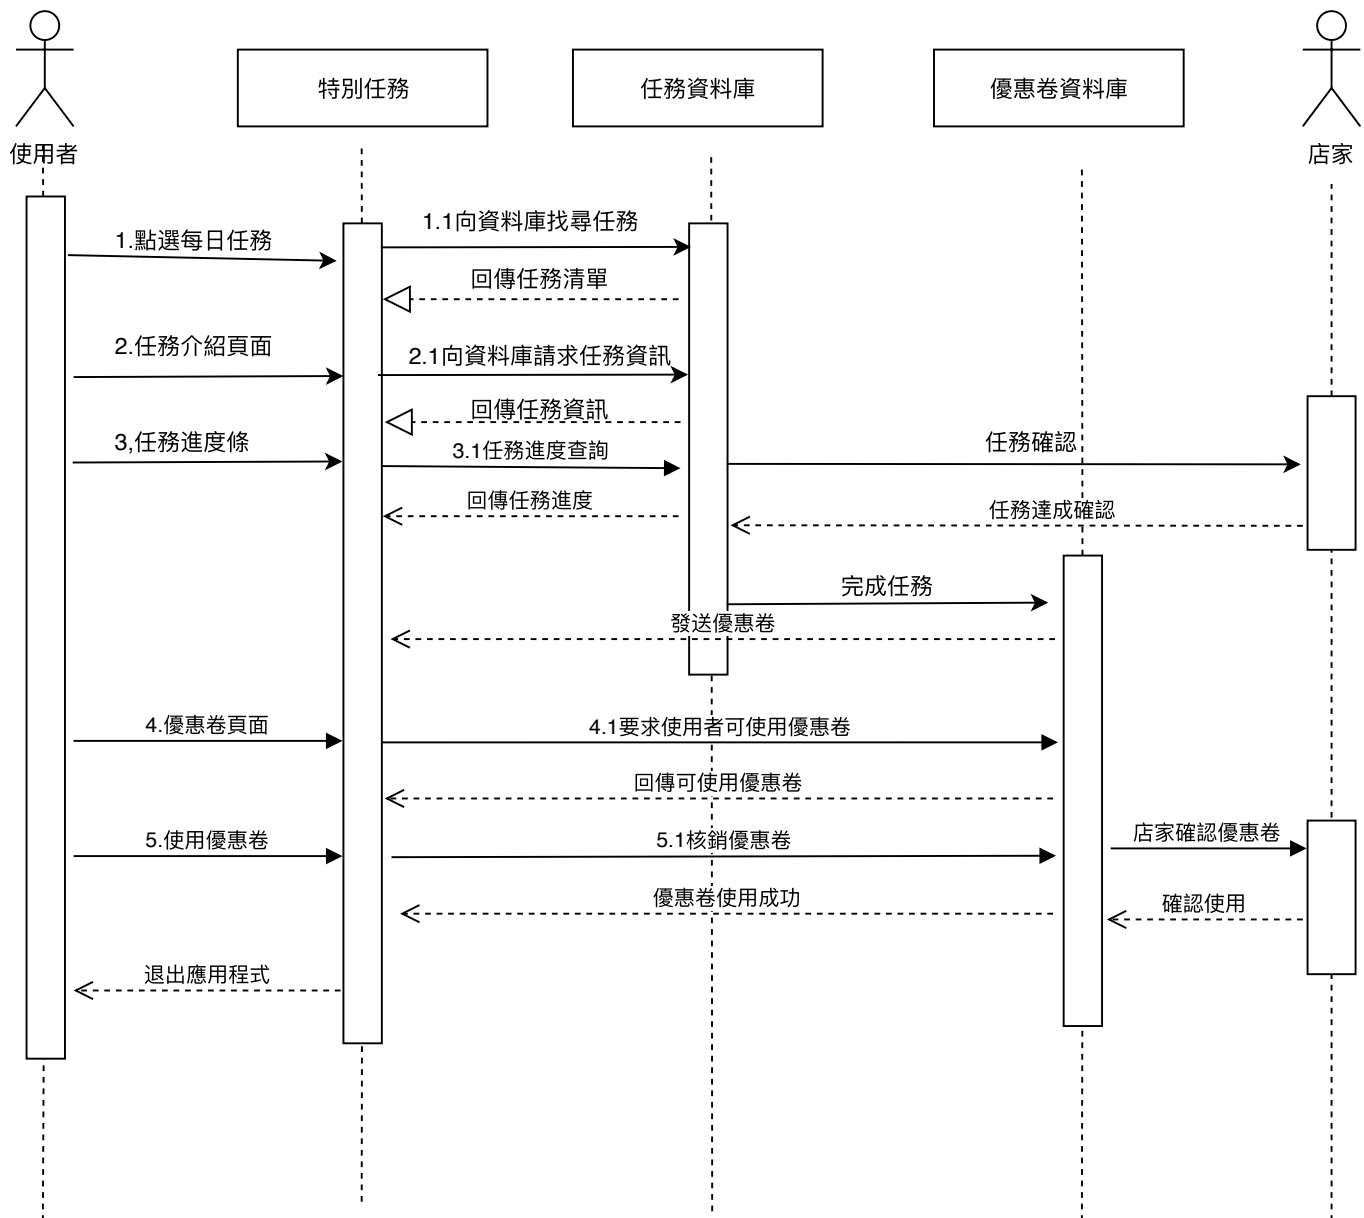 特別任務
任務資料庫
優惠卷資料庫
使用者
店家
1.點選每日任務
1.1向資料庫找尋任務
回傳任務清單
2.任務介紹頁面
2.1向資料庫請求任務資訊
回傳任務資訊
3,任務進度條
3.1任務進度查詢
任務確認
回傳任務進度
任務達成確認
完成任務
發送優惠卷
4.優惠卷頁面
4.1要求使用者可使用優惠卷
回傳可使用優惠卷
5.使用優惠卷
5.1核銷優惠卷
店家確認優惠卷
優惠卷使用成功
確認使用
退出應用程式